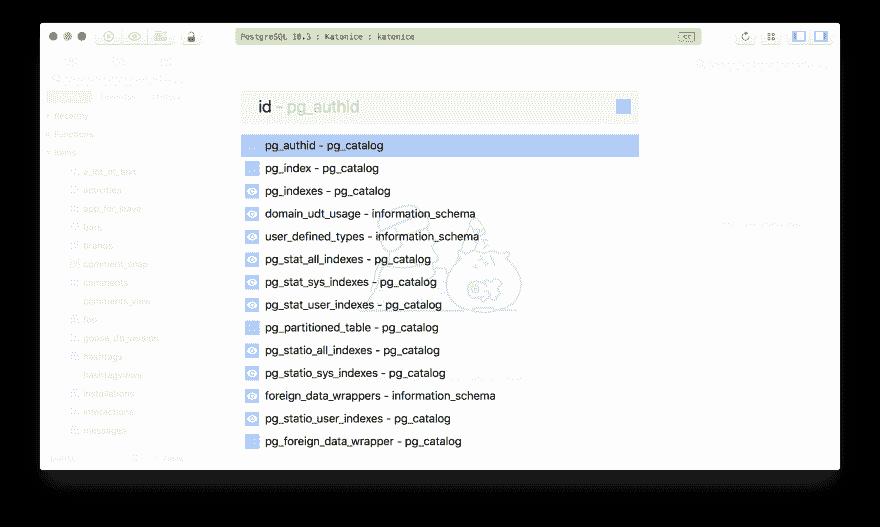 PostgreSQL 10.3 : Katonice : katonice
id - pg_authid
pg_authid - pg_catalog
pg_index - pg_catalog
pg_indexes - pg_catalog
domain_udt_usage - information_schema
user_defined_types - information_schema
pg_stat_all_indexes - pg_catalog
pg_stat_sys_indexes - pg_catalog
pg_stat_user_indexes - pg_catalog
pg_partitioned_table - pg_catalog
pg_statio_all_indexes - pg_catalog
pg_statio_sys_indexes - pg_catalog
foreign_data_wrappers - information_schema
pg_statio_user_indexes - pg_catalog
pg_foreign_data_wrapper - pg_catalog
Recently
Functions
Items
a_lot_of_text
activities
app_for_leave
bars
brands
comment_snap
comments
comments_view
foo
goose_db_version
hashtags
installations
interactions
messages